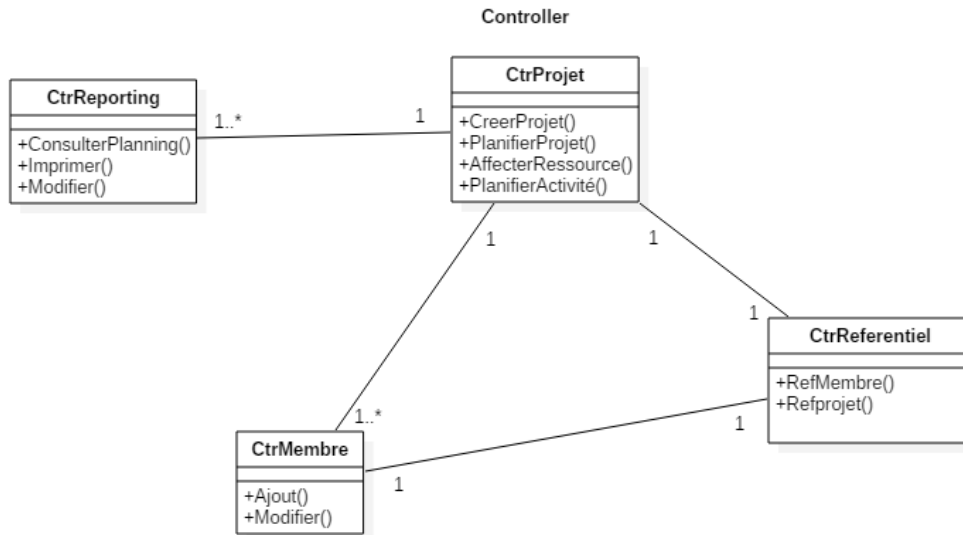 Controller
CtrProjet
+CreerProjet()
+PlanifierProjet()
+AffecterRessource()
+PlanifierActivité()
CtrReporting
+ConsulterPlanning()
+Imprimer()
+Modifier()
1..*
1
1
1
1
CtrReferentiel
+RefMembre()
+Refprojet()
1..*
1
1
CtrMembre
+Ajout()
+Modifier()